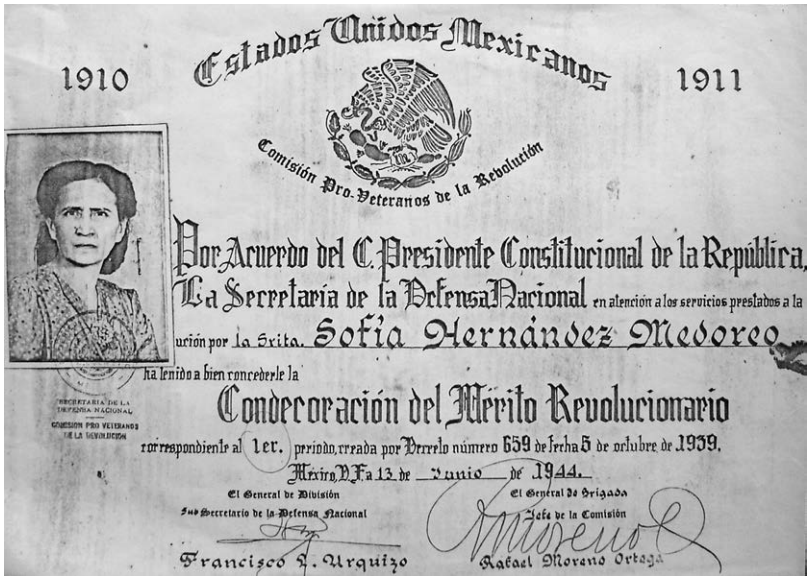 Estados Unidos Mexicanos
1910
1911
Comisión Pro-Veteranos de la Revolución
Por Acuerdo del C. Presidente Constitucional de la República,
La Secretaría de la Defensa Nacional en atención a los servicios prestados a la
ución por la Srita. Sofía Hernández Medoreo
ha tenido a bien concederle la
Condecoración del Mérito Revolucionario
correspondiente al 1er. periodo, creada por Decreto número 659 de fecha 5 de octubre de 1939.
México, D.F. a 13 de Junio de 1944.
SECRETARIA DE LA
DEFENSA NACIONAL
COMISION PRO VETERANOS
DE LA REVOLUCION
El General de División
Sub Secretario de la Defensa Nacional
Francisco L. Urquizo
El General de Brigada
Jefe de la Comisión
Rafael Moreno Ortega